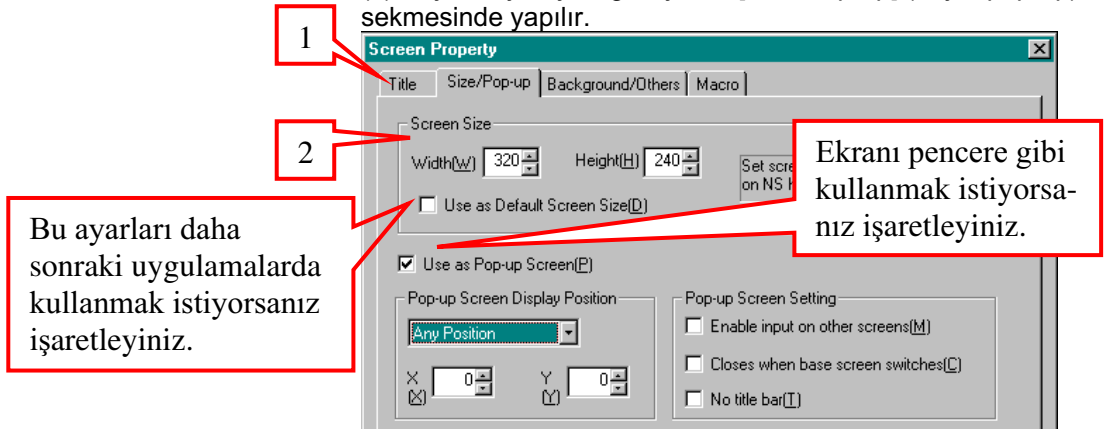 sekmesinde yapılır.
1
Screen Property
Title Size/Pop-up Background/Others Macro
Screen Size
2
Width(W) 320 Height(H) 240
Set scre
on NS
Use as Default Screen Size(D)
Ekranı pencere gibi
kullanmak istiyorsa-
nız işaretleyiniz.
Bu ayarları daha
sonraki uygulamalarda
kullanmak istiyorsanız
işaretleyiniz.
Use as Pop-up Screen(P)
Pop-up Screen Display Position
Any Position
X 0 Y 0
(X) (Y)
Pop-up Screen Setting
Enable input on other screens(M)
Closes when base screen switches(C)
No title bar(T)